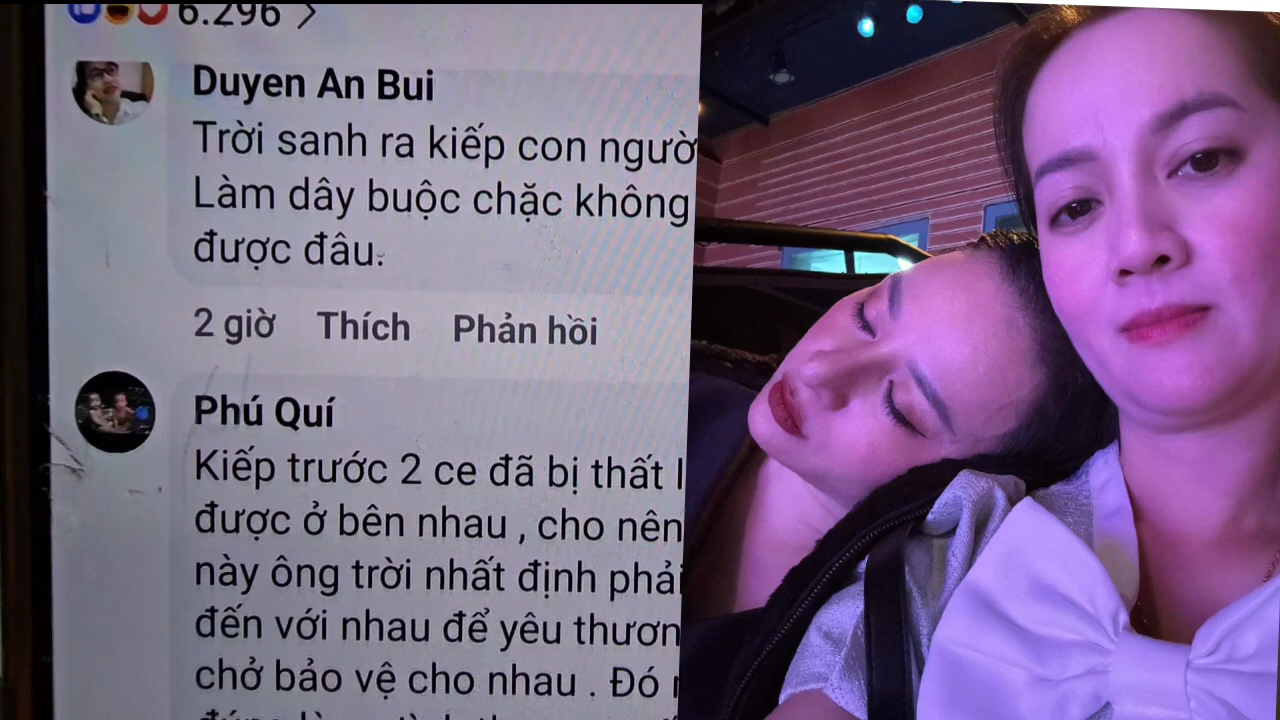 6.296 >
Duyen An Bui
Trời sanh ra kiếp con ngườ
Làm dây buộc chặc không
được đâu.
2 giờ Thích Phản hồi
Phú Quí
Kiếp trước 2 ce đã bị thất l
được ở bên nhau , cho nên
này ông trời nhất định phải
đến với nhau để yêu thươn
chở bảo vệ cho nhau . Đó